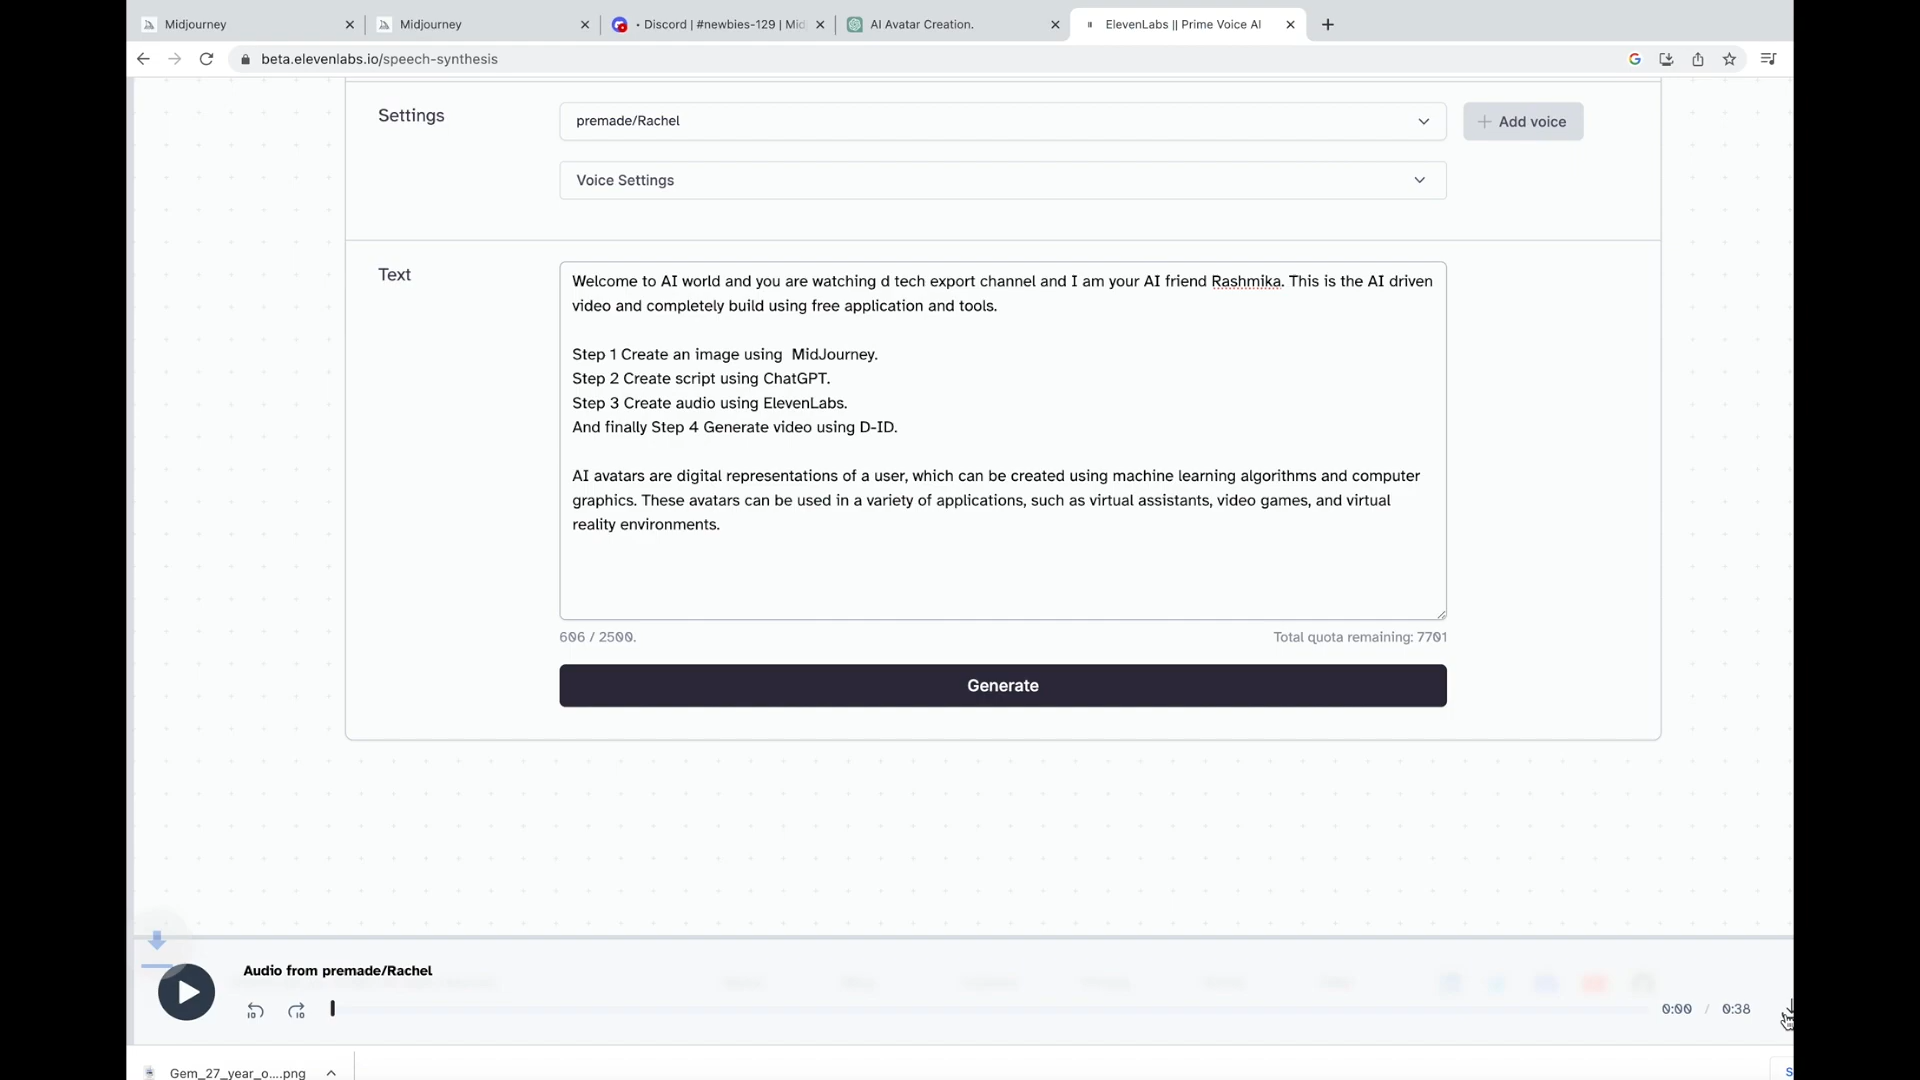 Midjourney
Midjourney
• Discord | #newbies-129 | Mid
AI Avatar Creation.
ElevenLabs || Prime Voice AI
beta.elevenlabs.io/speech-synthesis
Settings
premade/Rachel
Add voice
Voice Settings
Text
Welcome to AI world and you are watching d tech export channel and I am your AI friend Rashmika. This is the AI driven
video and completely build using free application and tools.
Step 1 Create an image using  MidJourney.
Step 2 Create script using ChatGPT.
Step 3 Create audio using ElevenLabs.
And finally Step 4 Generate video using D-ID.
AI avatars are digital representations of a user, which can be created using machine learning algorithms and computer
graphics. These avatars can be used in a variety of applications, such as virtual assistants, video games, and virtual
reality environments.
606 / 2500.
Total quota remaining: 7701
Generate
Audio from premade/Rachel
10
10
0:00 / 0:38
Gem_27_year_o....png